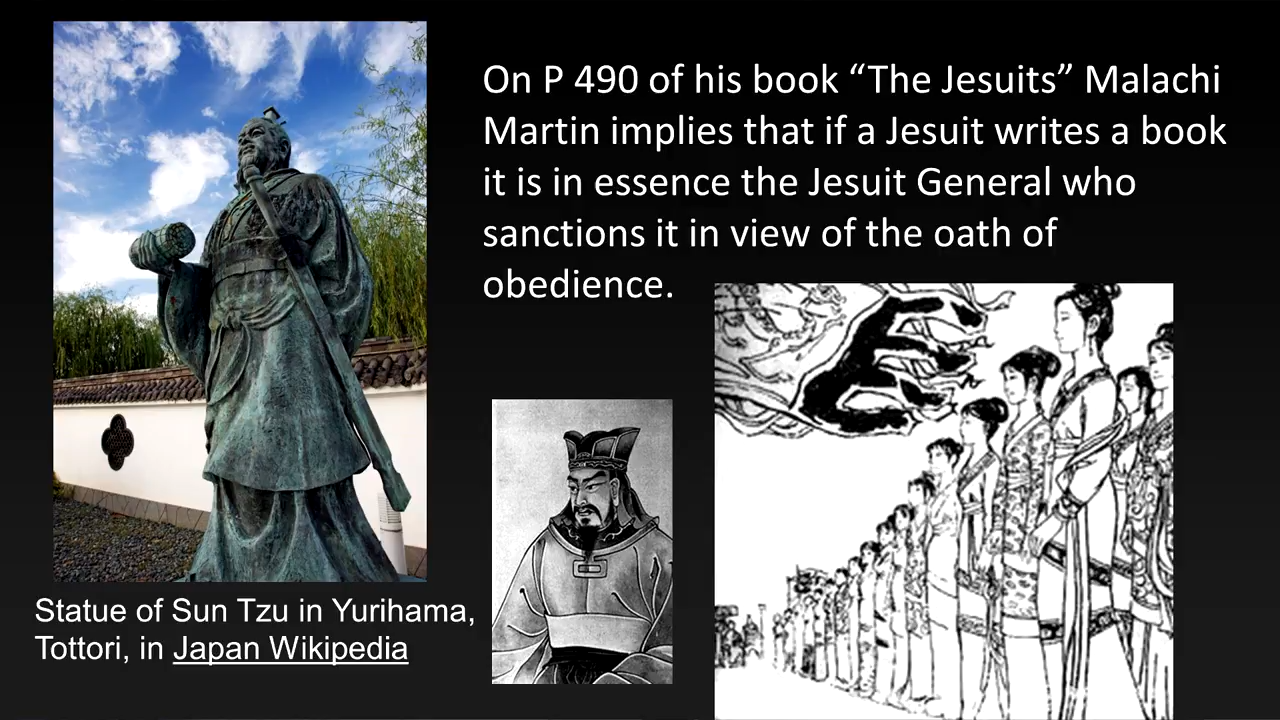 On P 490 of his book “The Jesuits” Malachi
Martin implies that if a Jesuit writes a book
it is in essence the Jesuit General who
sanctions it in view of the oath of
obedience.
Statue of Sun Tzu in Yurihama,
Tottori, in Japan Wikipedia